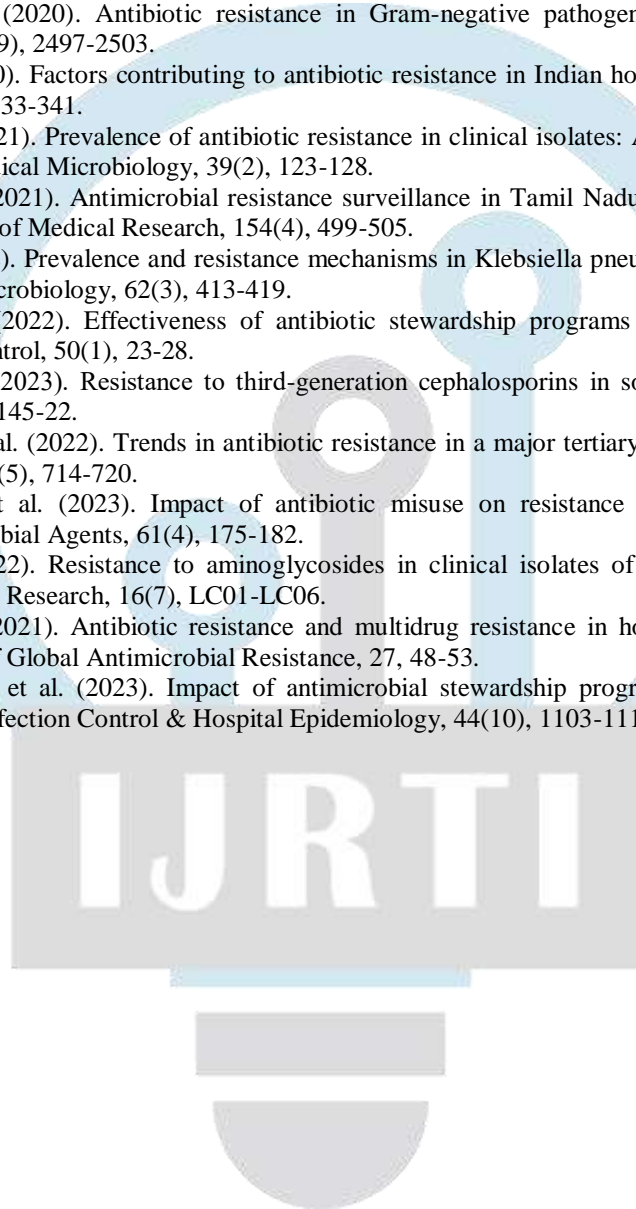 (2020). Antibiotic resistance in Gram-negative pathogen
9), 2497-2503.
0). Factors contributing to antibiotic resistance in Indian ho
33-341.
21). Prevalence of antibiotic resistance in clinical isolates: A
ical Microbiology, 39(2), 123-128.
2021). Antimicrobial resistance surveillance in Tamil Nadu
of Medical Research, 154(4), 499-505.
). Prevalence and resistance mechanisms in Klebsiella pneu
crobiology, 62(3), 413-419.
2022). Effectiveness of antibiotic stewardship programs
ntrol, 50(1), 23-28.
2023). Resistance to third-generation cephalosporins in so
145-22.
al. (2022). Trends in antibiotic resistance in a major tertiary
(5), 714-720.
et al. (2023). Impact of antibiotic misuse on resistance
bial Agents, 61(4), 175-182.
22). Resistance to aminoglycosides in clinical isolates of
Research, 16(7), LC01-LC06.
2021). Antibiotic resistance and multidrug resistance in ho
f Global Antimicrobial Resistance, 27, 48-53.
et al. (2023). Impact of antimicrobial stewardship progr
fection Control & Hospital Epidemiology, 44(10), 1103-111
IJRTI